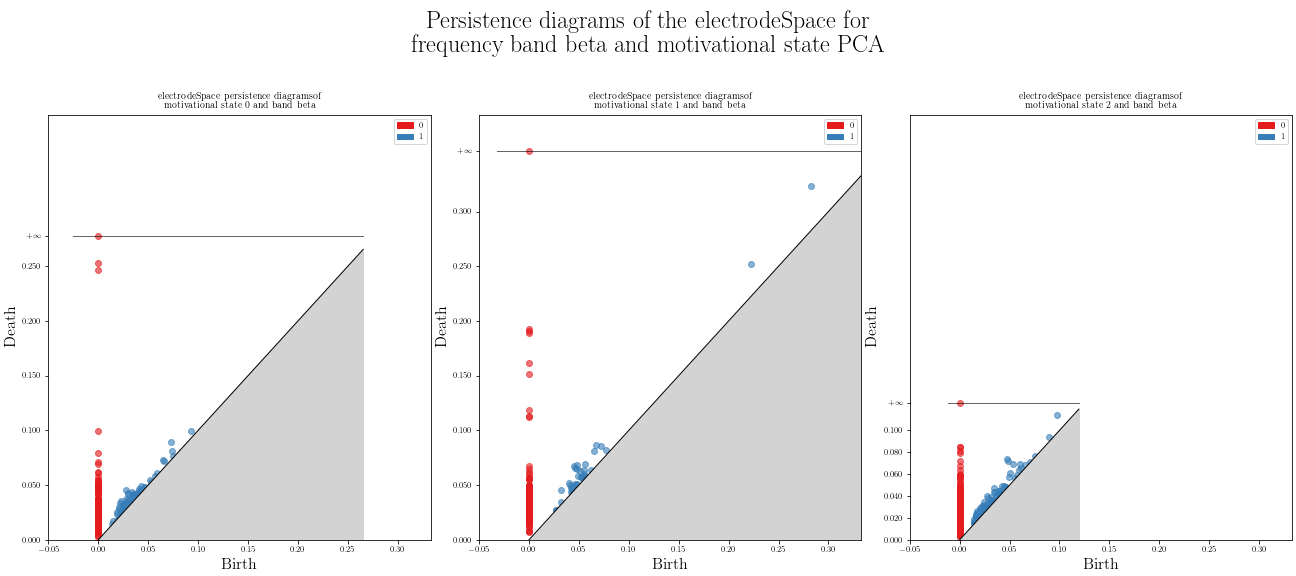 Persistence diagrams of the electrodeSpace for
frequency band beta and motivational state PCA
electrodeSpace persistence diagramsof
motivational state 0 and band beta
0
1
+∞
0.250
0.200
0.150
0.100
0.050
0.000
−0.05 0.00 0.05 0.10 0.15 0.20 0.25 0.30
Birth
Death
electrodeSpace persistence diagramsof
motivational state 1 and band beta
0
1
+∞
0.300
0.250
0.200
0.150
0.100
0.050
0.000
−0.05 0.00 0.05 0.10 0.15 0.20 0.25 0.30
Birth
Death
electrodeSpace persistence diagramsof
motivational state 2 and band beta
0
1
+∞
0.100
0.080
0.060
0.040
0.020
0.000
−0.05 0.00 0.05 0.10 0.15 0.20 0.25 0.30
Birth
Death